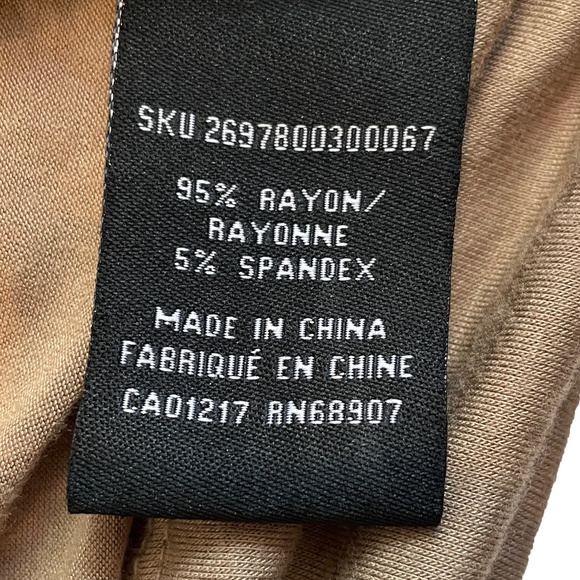 SKU 2697800300067
95% RAYON/
RAYONNE
5% SPANDEX
MADE IN CHINA
FABRIQUÉ EN CHINE
CA01217 RN68907